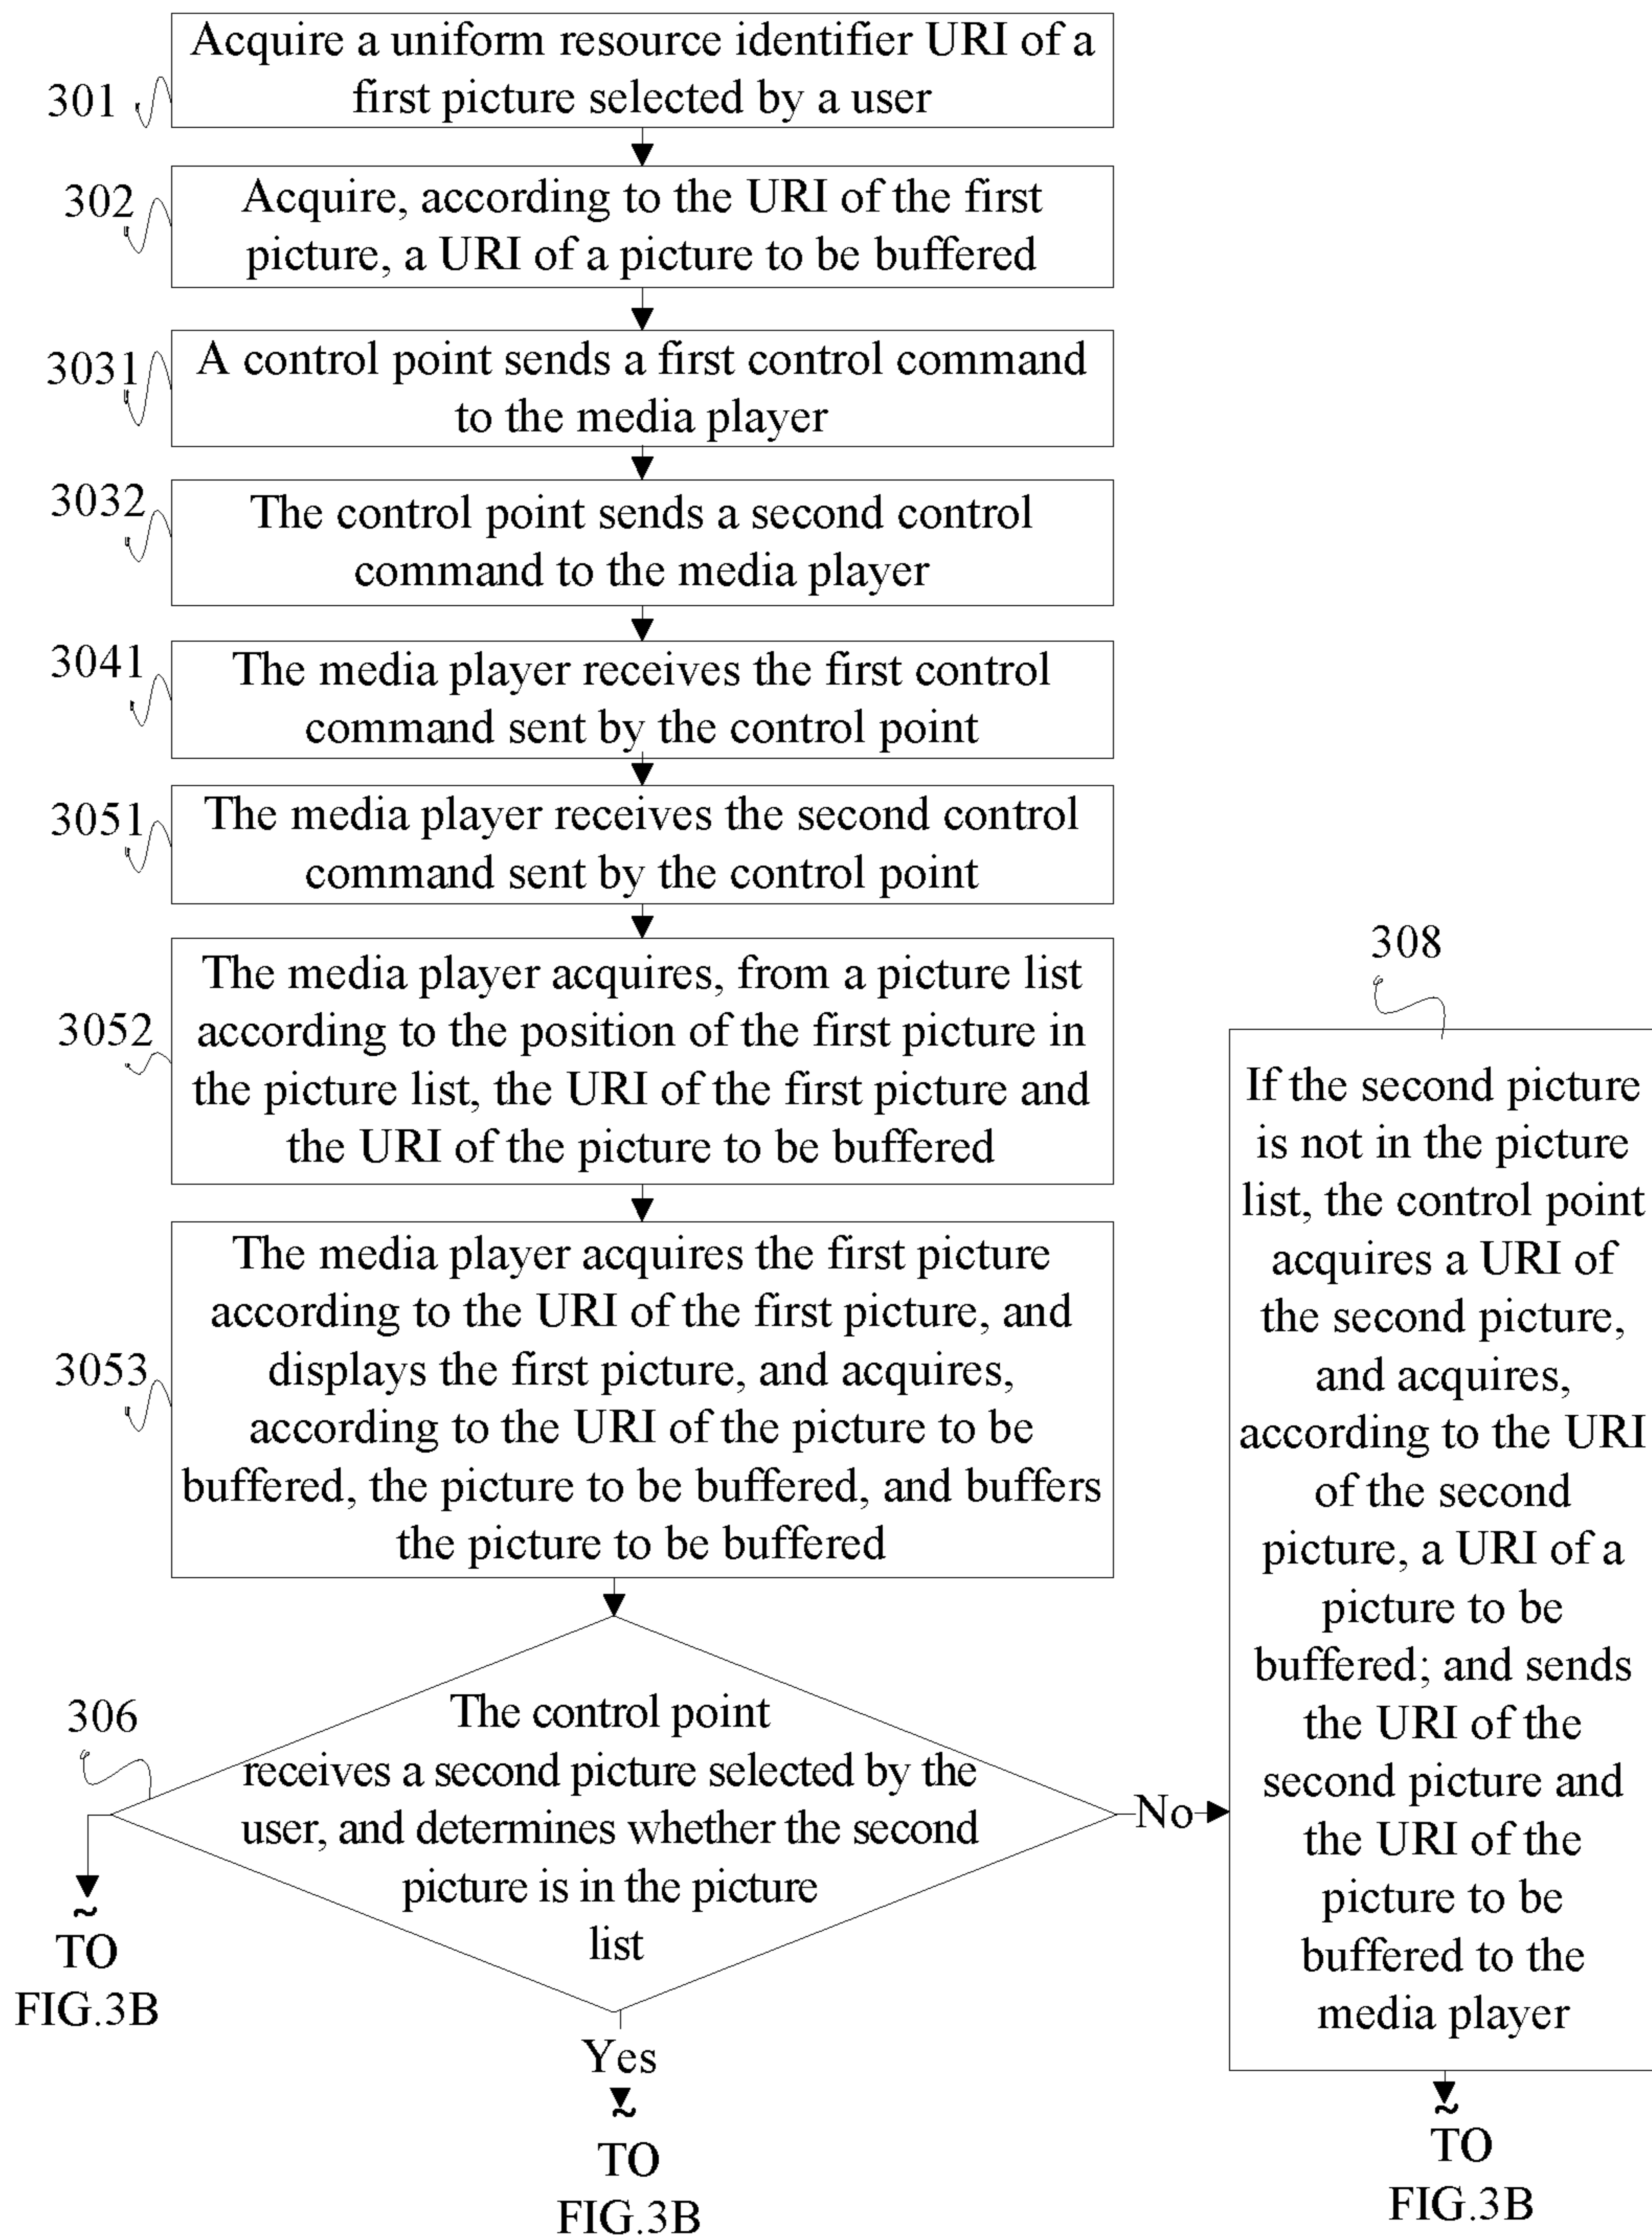 301
Acquire a uniform resource identifier URI of a
first picture selected by a user
302
Acquire, according to the URI of the first
picture, a URI of a picture to be buffered
3031
A control point sends a first control command
to the media player
3032
The control point sends a second control
command to the media player
3041
The media player receives the first control
command sent by the control point
3051
The media player receives the second control
command sent by the control point
3052
The media player acquires, from a picture list
according to the position of the first picture in
the picture list, the URI of the first picture and
the URI of the picture to be buffered
3053
The media player acquires the first picture
according to the URI of the first picture, and
displays the first picture, and acquires,
according to the URI of the picture to be
buffered, the picture to be buffered, and buffers
the picture to be buffered
306
The control point
receives a second picture selected by the
user, and determines whether the second
picture is in the picture
list
TO
FIG.3B
Yes
TO
FIG.3B
No
308
If the second picture
is not in the picture
list, the control point
acquires a URI of
the second picture,
and acquires,
according to the URI
of the second
picture, a URI of a
picture to be
buffered; and sends
the URI of the
second picture and
the URI of the
picture to be
buffered to the
media player
TO
FIG.3B